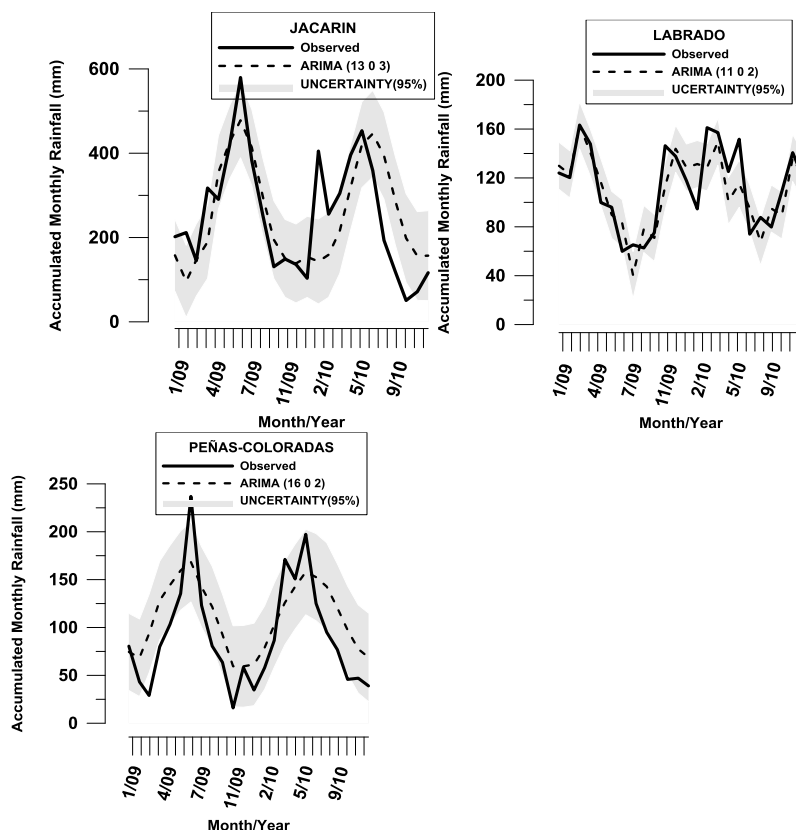 JACARIN
Observed
ARIMA (13 0 3)
UNCERTAINTY(95%)
Accumulated Monthly Rainfall (mm)
600
400
200
0
1/09
4/09
7/09
11/09
2/10
5/10
9/10
Month/Year
LABRADO
Observed
ARIMA (11 0 2)
UCERTAINTY(95%)
Accumulated Monthly Rainfall (mm)
200
160
120
80
40
0
1/09
4/09
7/09
11/09
2/10
5/10
9/10
Month/Year
PEÑAS-COLORADAS
Observed
ARIMA (16 0 2)
UNCERTAINTY(95%)
Accumulated Monthly Rainfall (mm)
250
200
150
100
50
0
1/09
4/09
7/09
11/09
2/10
5/10
9/10
Month/Year